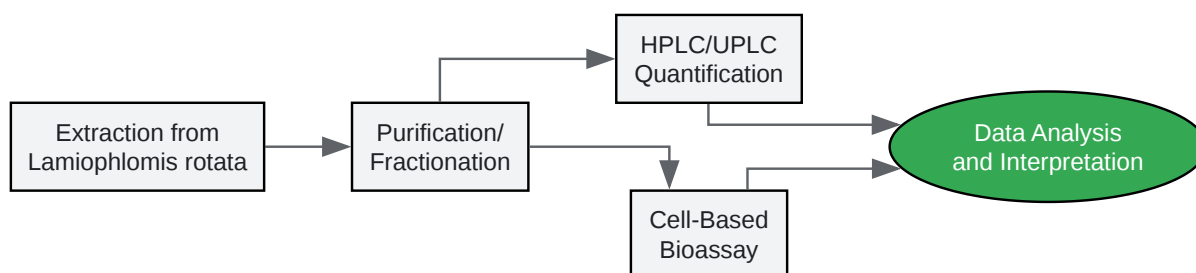 Extraction from
Lamiophlomis rotata
Purification/
Fractionation
HPLC/UPLC
Quantification
Cell-Based
Bioassay
Data Analysis
and Interpretation